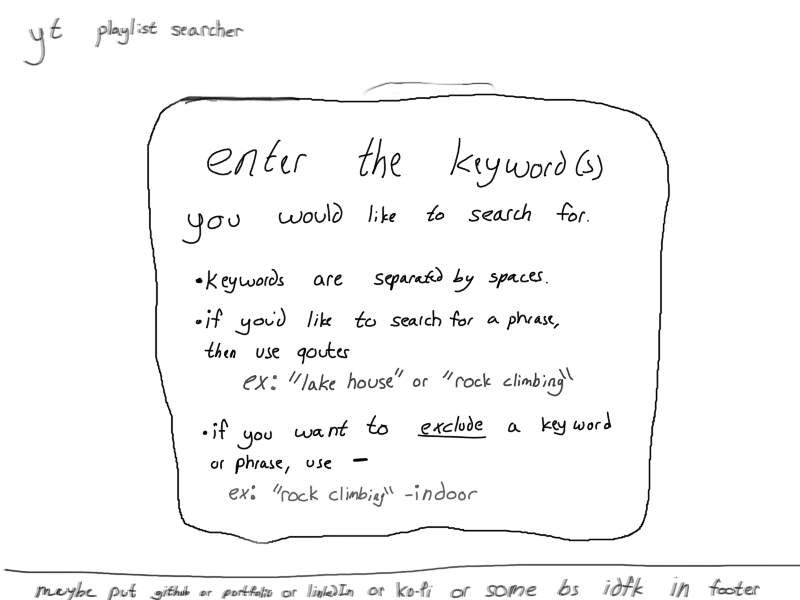 yt playlist searcher
enter the keyword(s)
you would like to search for.
•keywords are separated by spaces.
•if you'd like to search for a phrase,
then use qoutes
ex: "lake house" or "rock climbing"
•if you want to exclude a keyword
or phrase, use -
ex: "rock climbing" -indoor
maybe put github or portfolio or linkedIn or ko-fi or some bs idfk in footer